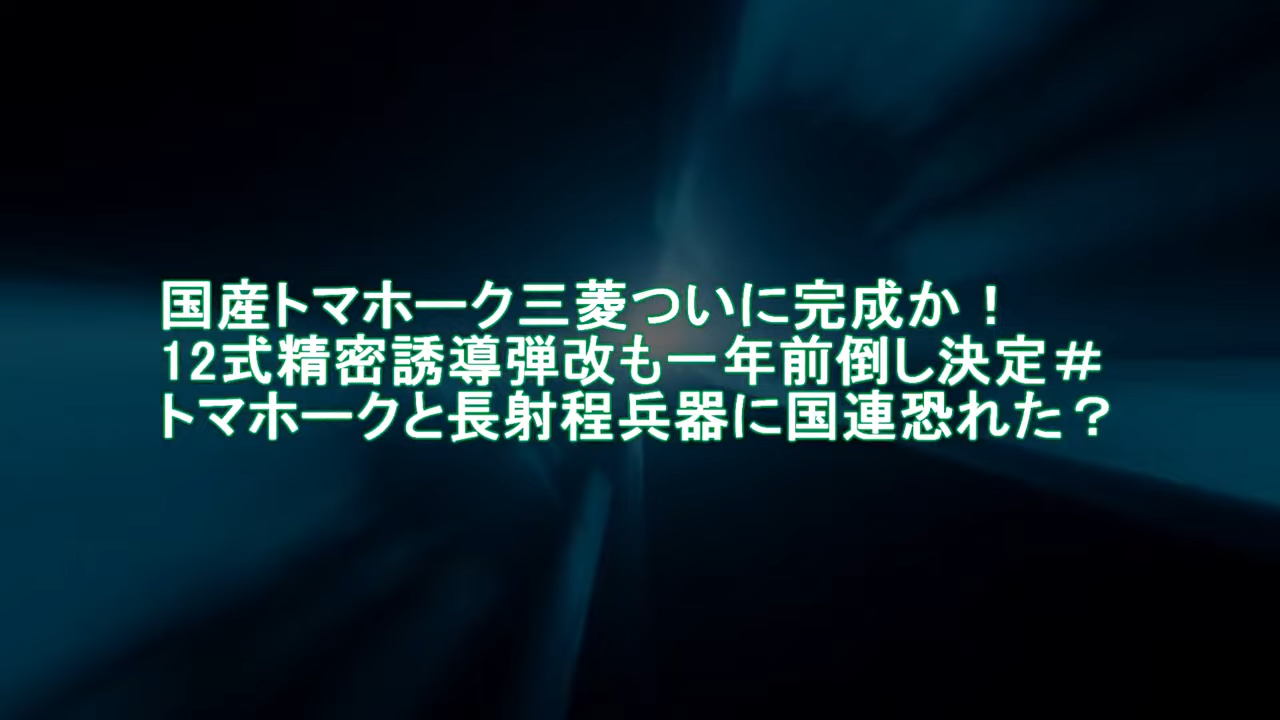 国産トマホーク三菱ついに完成か！
12式精密誘導弾改も一年前倒し決定＃
トマホークと長射程兵器に国連恐れた？